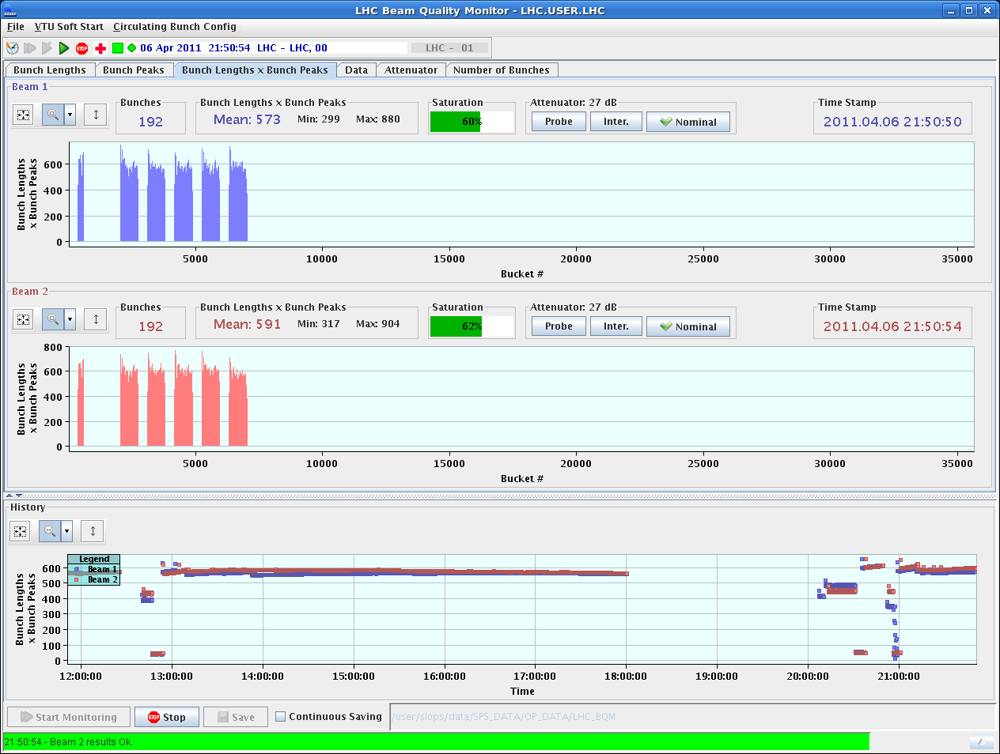 LHC Beam Quality Monitor - LHC.USER.LHC
File VTU Soft Start Circulating Bunch Config
STOP 06 Apr 2011 21:50:54 LHC - LHC, 00 LHC - 01
Bunch Lengths Bunch Peaks Bunch Lengths x Bunch Peaks Data Attenuator Number of Bunches
Beam 1
Bunches Bunch Lengths x Bunch Peaks Saturation Attenuator: 27 dB Time Stamp
192 Mean: 573 Min: 299 Max: 880 60% Probe Inter. Nominal 2011.04.06 21:50:50
Bunch Lengths
x Bunch Peaks
600
400
200
0
5000 10000 15000 20000 25000 30000 35000
Bucket #
Beam 2
Bunches Bunch Lengths x Bunch Peaks Saturation Attenuator: 27 dB Time Stamp
192 Mean: 591 Min: 317 Max: 904 62% Probe Inter. Nominal 2011.04.06 21:50:54
Bunch Lengths
x Bunch Peaks
800
600
400
200
0
5000 10000 15000 20000 25000 30000 35000
Bucket #
History
Bunch Lengths
x Bunch Peaks
Legend
Beam 1
Beam 2
600
500
400
300
200
100
0
12:00:00 13:00:00 14:00:00 15:00:00 16:00:00 17:00:00 18:00:00 19:00:00 20:00:00 21:00:00
Time
Start Monitoring STOP Stop Save Continuous Saving /user/slops/data/SPS_DATA/OP_DATA/LHC_BQM
21:50:54 - Beam 2 results Ok.